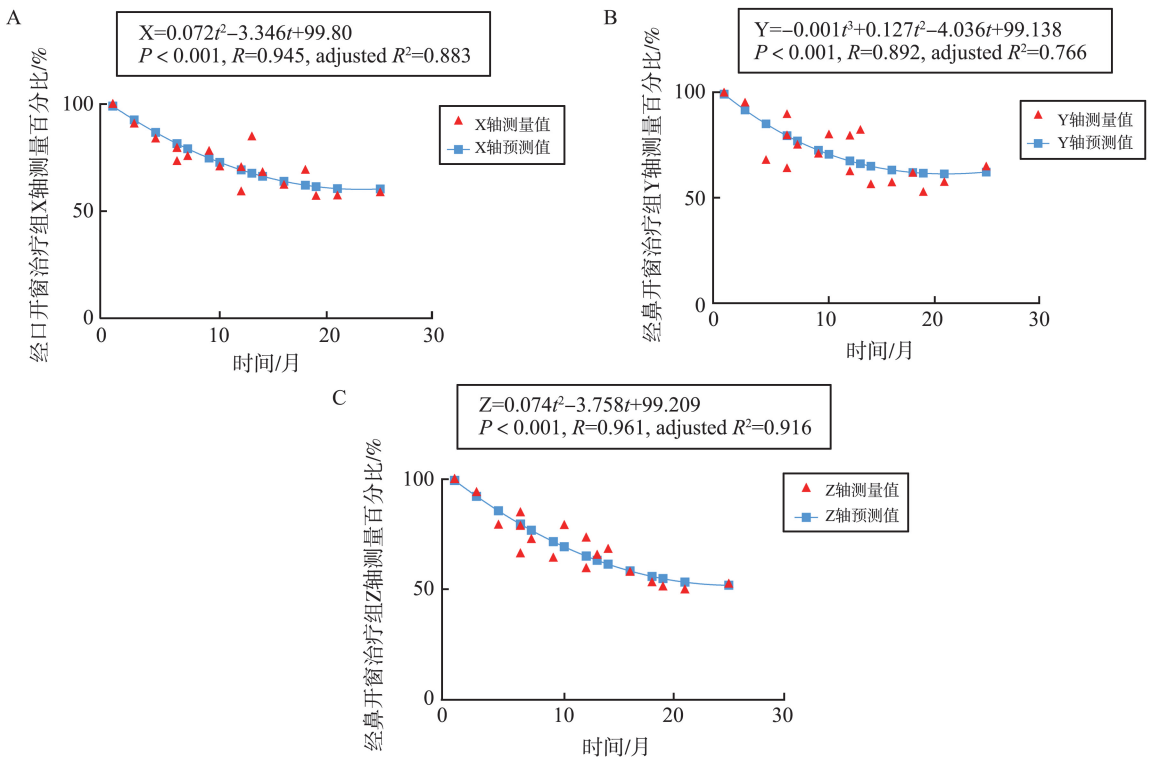 A
X=0.072t²−3.346t+99.80
P < 0.001, R=0.945, adjusted R²=0.883
经口开窗治疗组X轴测量百分比/%
100
50
0
0
10
20
30
时间/月
X轴测量值
X轴预测值
B
Y=−0.001t³+0.127t²−4.036t+99.138
P < 0.001, R=0.892, adjusted R²=0.766
经鼻开窗治疗组Y轴测量百分比/%
100
50
0
0
10
20
30
时间/月
Y轴测量值
Y轴预测值
C
Z=0.074t²−3.758t+99.209
P < 0.001, R=0.961, adjusted R²=0.916
经鼻开窗治疗组Z轴测量百分比/%
100
50
0
0
10
20
30
时间/月
Z轴测量值
Z轴预测值